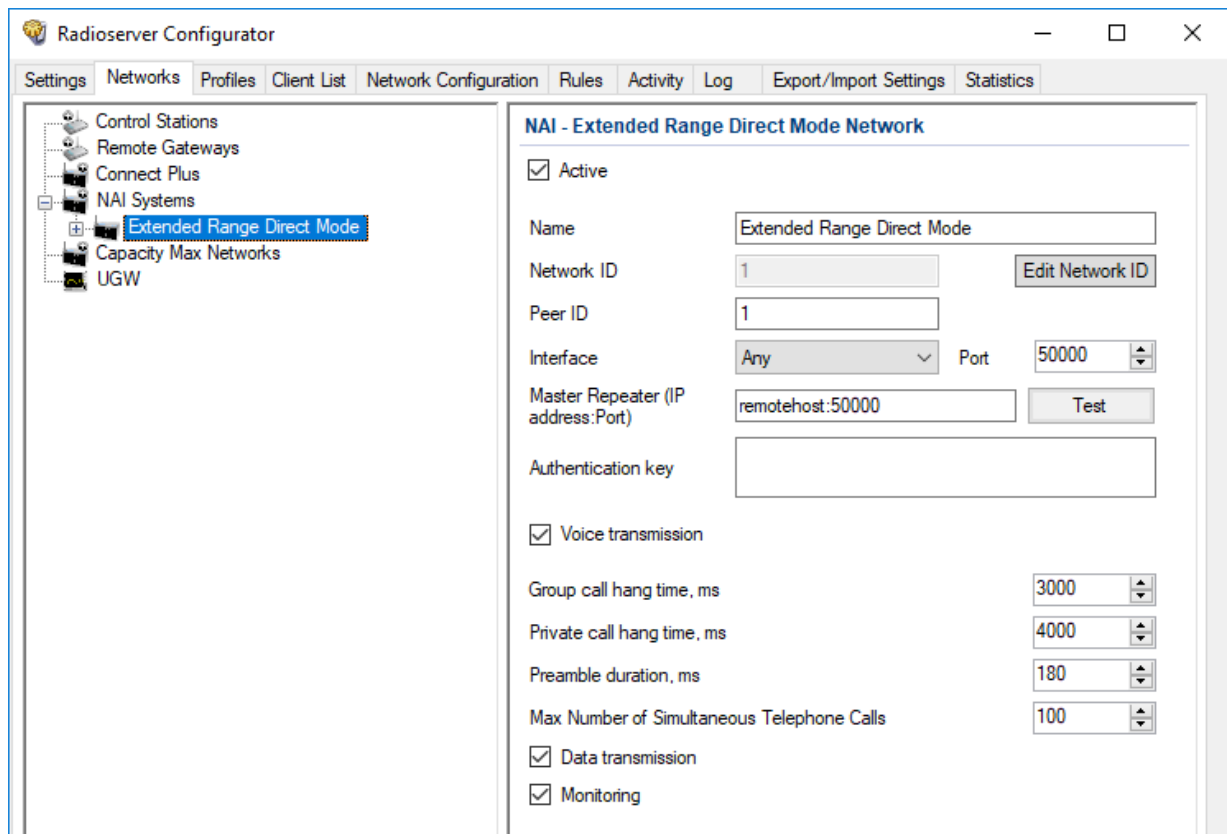 Radioserver Configurator
Settings Networks Profiles Client List Network Configuration Rules Activity Log Export/Import Settings Statistics
Control Stations
Remote Gateways
Connect Plus
NAI Systems
Extended Range Direct Mode
Capacity Max Networks
UGW
NAI - Extended Range Direct Mode Network
Active
Name Extended Range Direct Mode
Network ID 1 Edit Network ID
Peer ID 1
Interface Any Port 50000
Master Repeater (IP
address:Port) remotehost:50000 Test
Authentication key
Voice transmission
Group call hang time, ms 3000
Private call hang time, ms 4000
Preamble duration, ms 180
Max Number of Simultaneous Telephone Calls 100
Data transmission
Monitoring